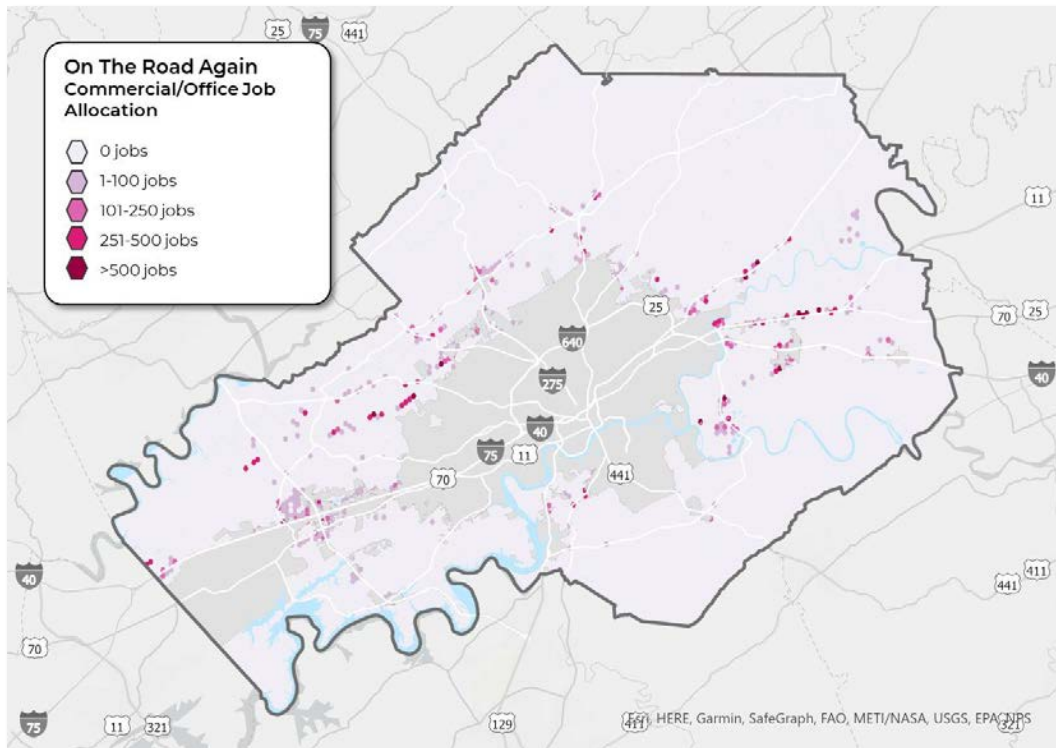 25
75
441
On The Road Again
Commercial/Office Job
Allocation
0 jobs
1-100 jobs
101-250 jobs
251-500 jobs
>500 jobs
11
25
25
70
640
40
275
40
75
11
441
70
40
411
441
70
75
11
321
129
411
321
Esri, HERE, Garmin, SafeGraph, FAO, METI/NASA, USGS, EPA, NPS